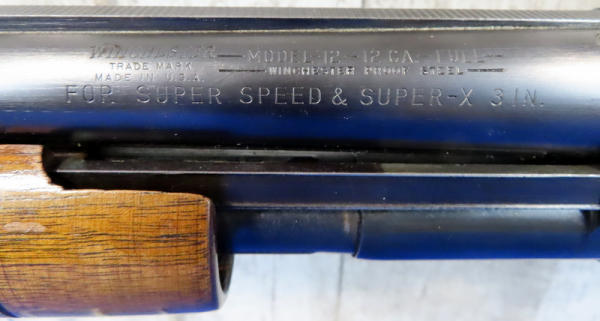 WINCHESTER
—MODEL-12—12 GA. FULL—
TRADE MARK
—WINCHESTER PROOF STEEL—
MADE IN U.S.A.
FOR SUPER SPEED & SUPER-X 3 IN.